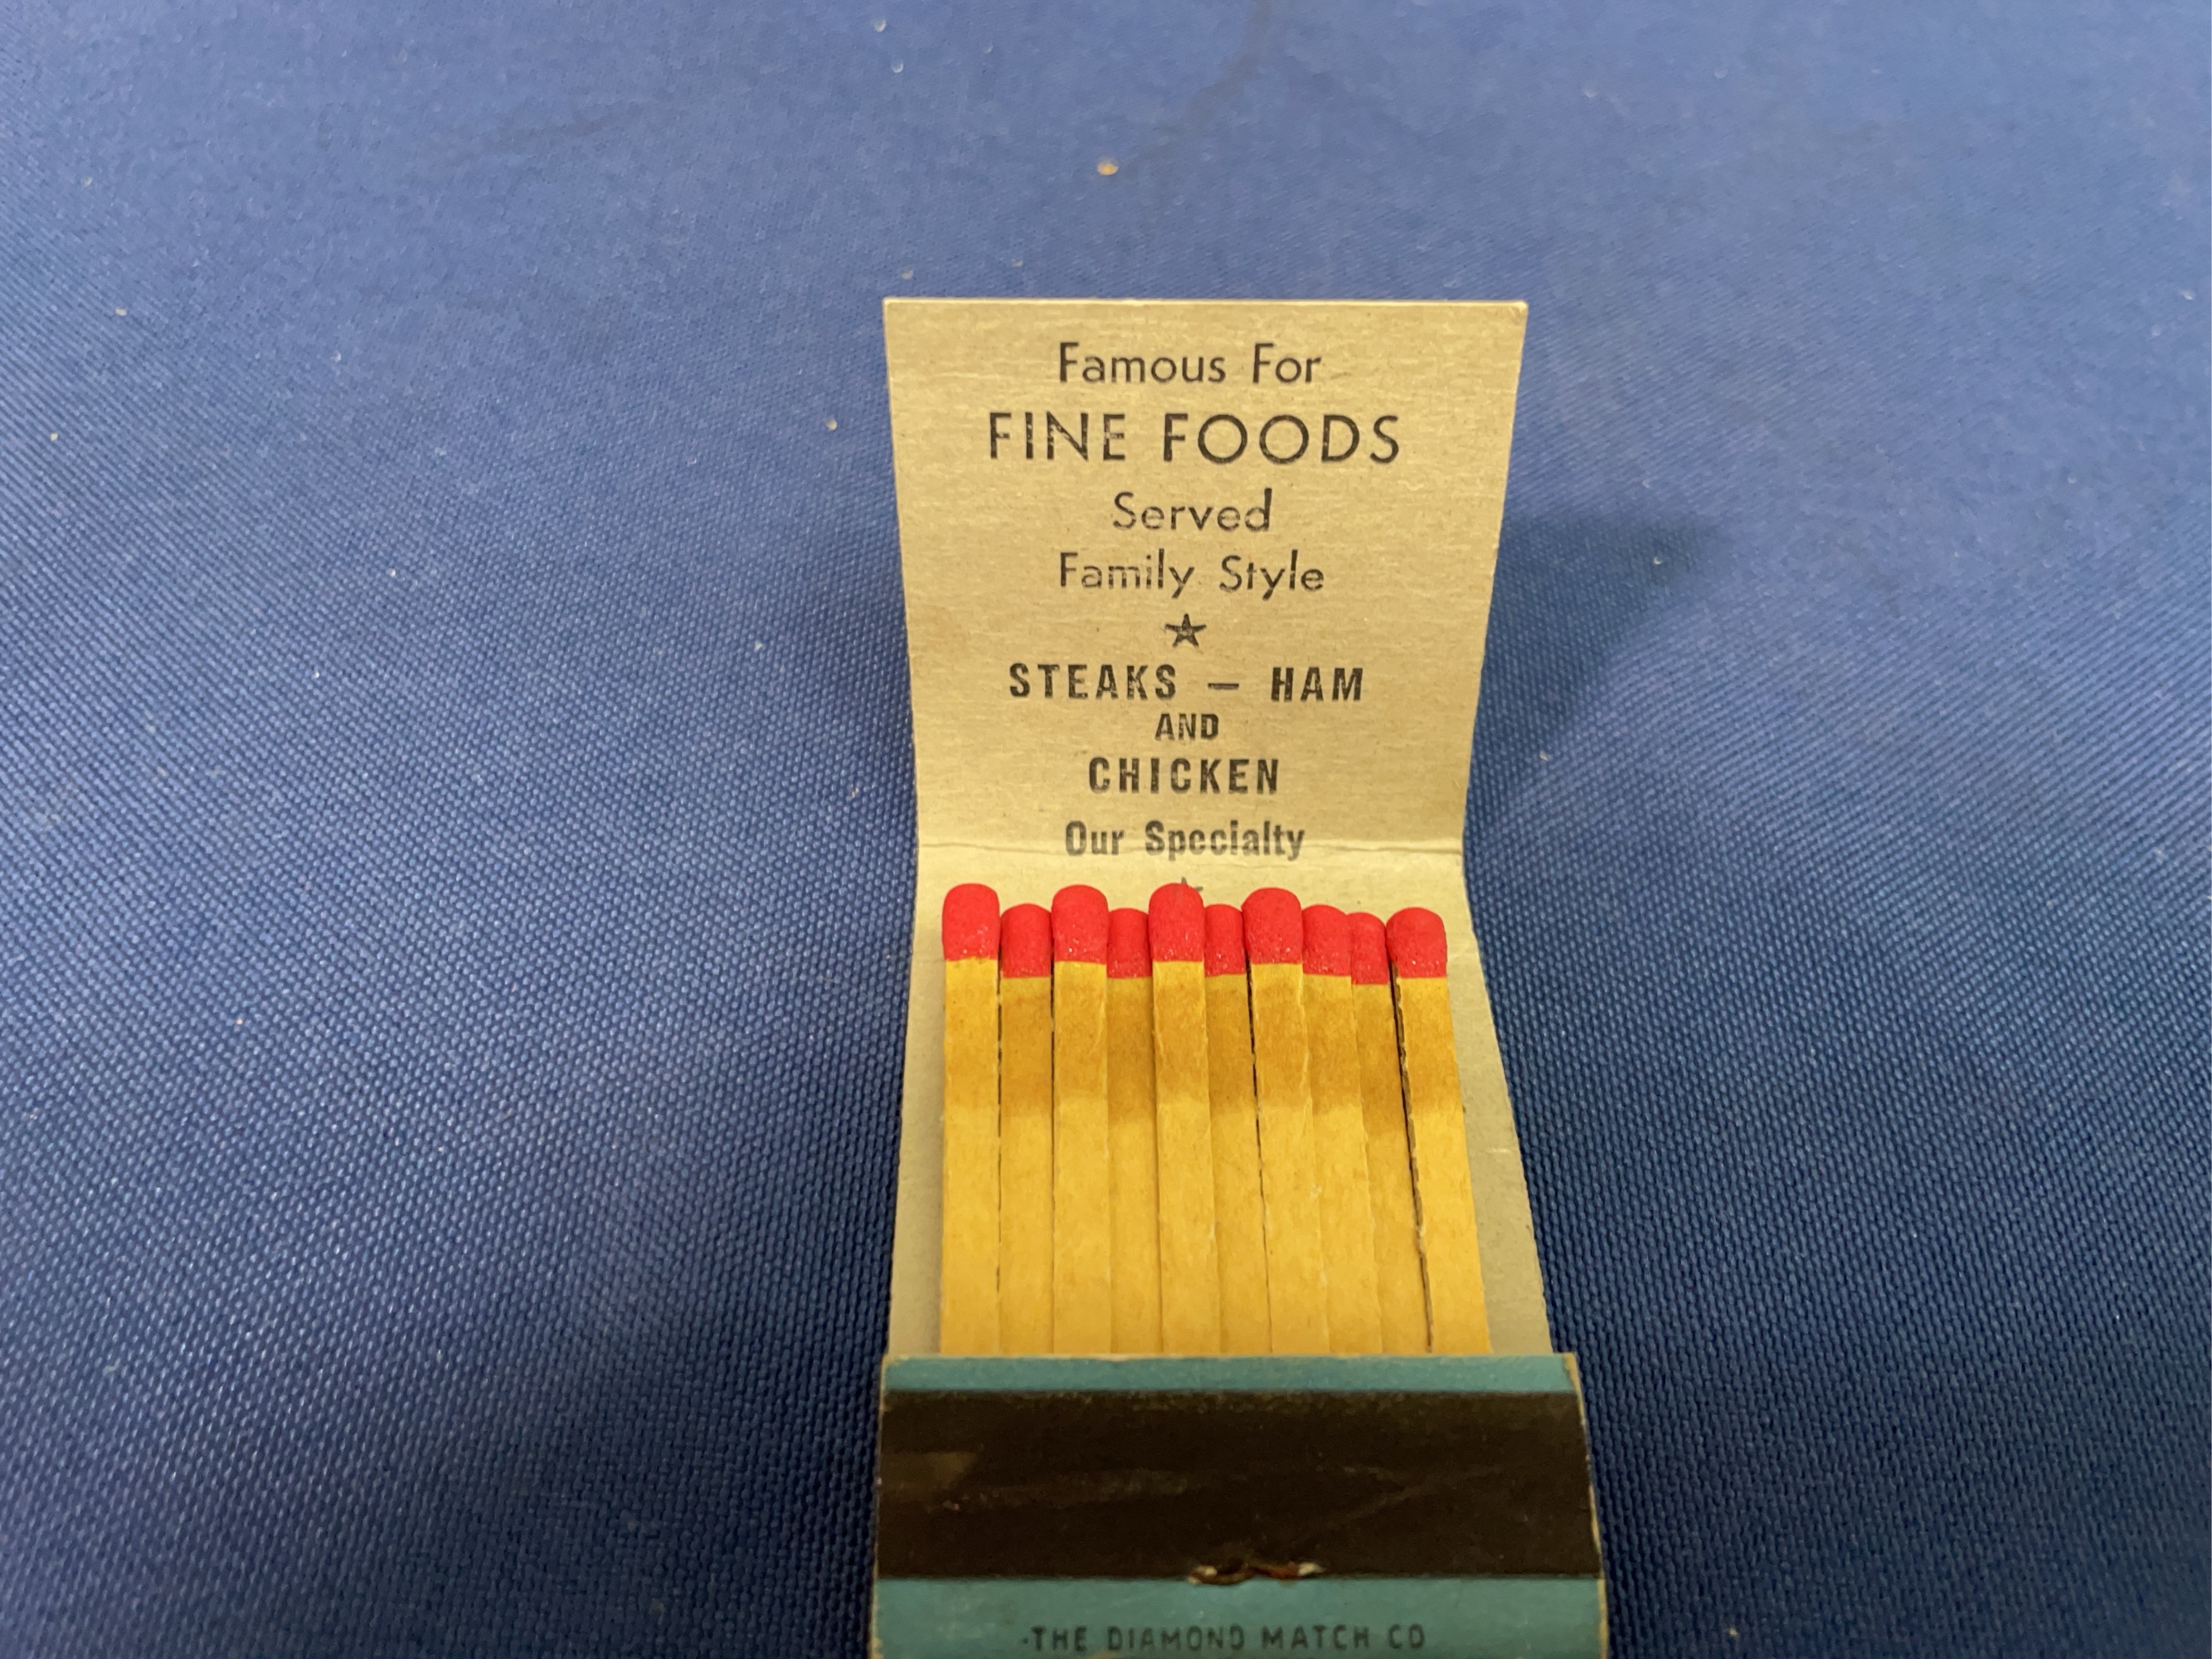 Famous For
FINE FOODS
Served
Family Style
STEAKS — HAM
AND
CHICKEN
Our Specialty
THE DIAMOND MATCH CO